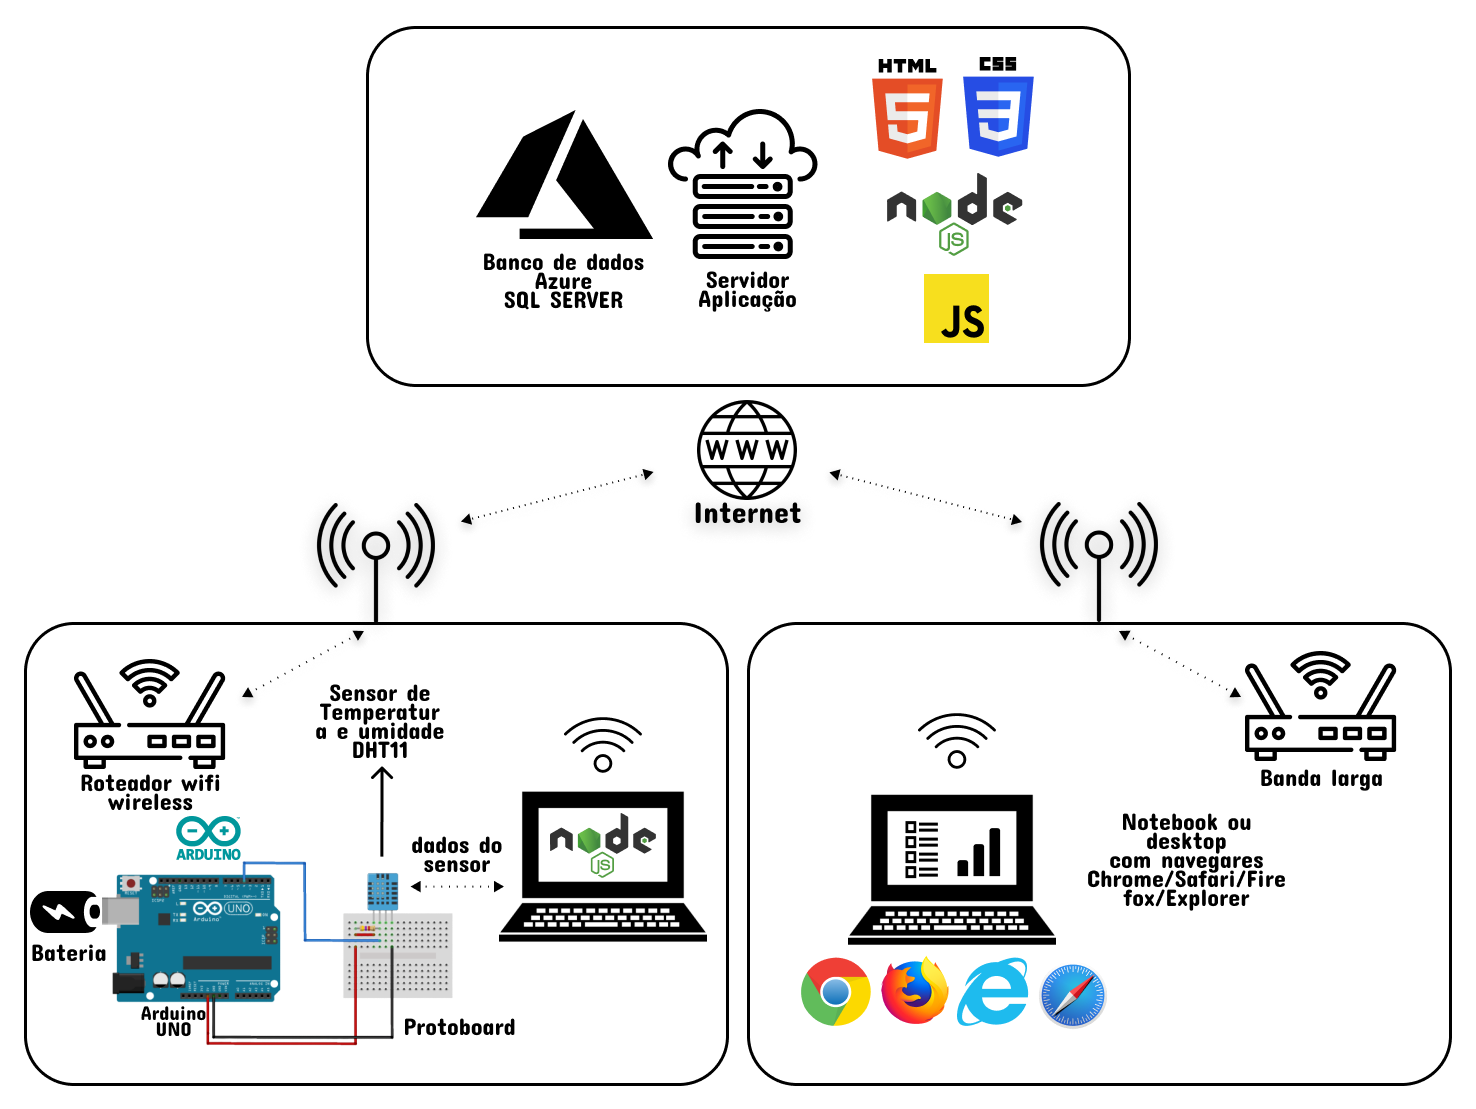 HTML
CSS
node
JS
JS
Banco de dados
Azure
SQL SERVER
Servidor
Aplicação
WWW
Internet
Roteador wifi
wireless
Sensor de
Temperatur
a e umidade
DHT11
ARDUINO
dados do
sensor
node
JS
UNO
Arduino
Bateria
Arduino
UNO
Protoboard
Banda larga
Notebook ou
desktop
com navegares
Chrome/Safari/Fire
fox/Explorer